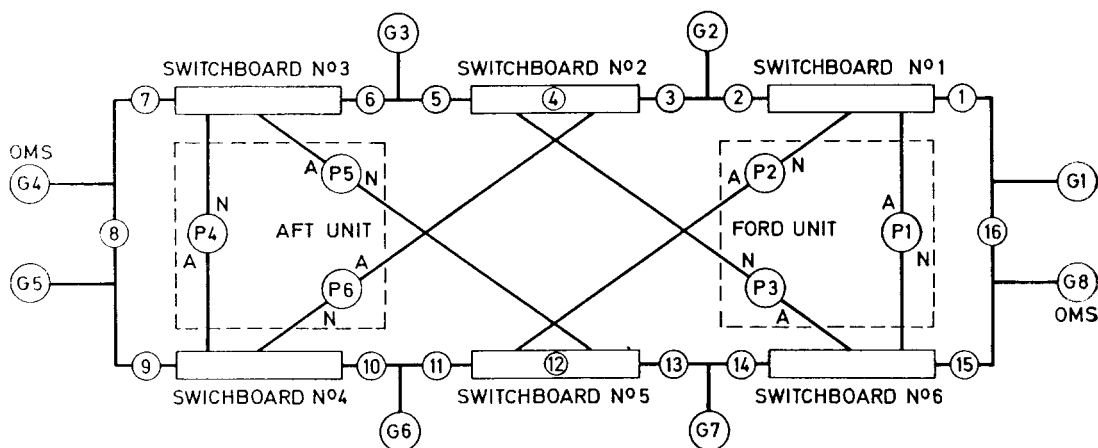 G3
G2
SWITCHBOARD Nº3
SWITCHBOARD Nº2
SWITCHBOARD Nº1
7
6
5
4
3
2
1
OMS
G4
A
P5
N
A
P2
N
G1
8
N
P4
A
AFT UNIT
FORD UNIT
A
P1
N
16
G5
A
P6
N
N
P3
A
G8
OMS
9
10
11
12
13
14
15
SWICHBOARD Nº4
SWITCHBOARD Nº5
SWITCHBOARD Nº6
G6
G7